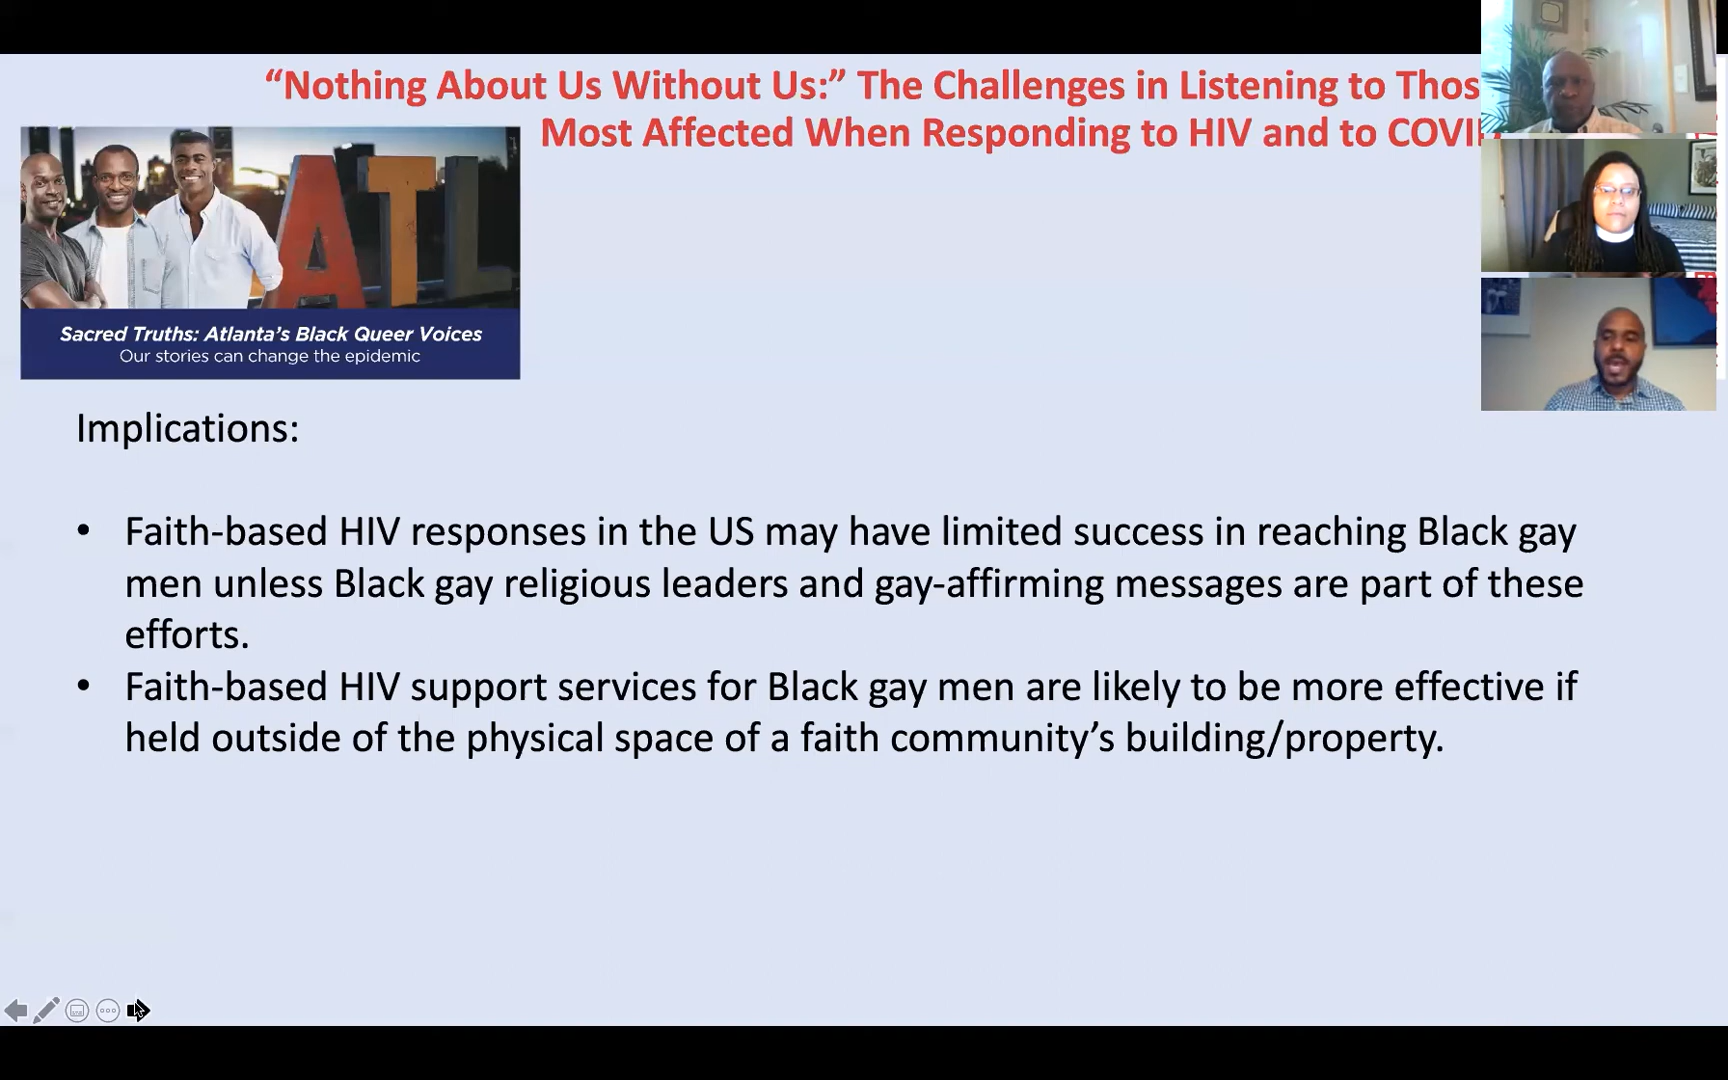 “Nothing About Us Without Us:” The Challenges in Listening to
Most Affected When Responding to HIV and to
ATL
Sacred Truths: Atlanta’s Black Queer Voices
Our stories can change the epidemic
Implications:
• Faith-based HIV responses in the US may have limited success in reaching Black gay
men unless Black gay religious leaders and gay-affirming messages are part of these
efforts.
• Faith-based HIV support services for Black gay men are likely to be more effective if
held outside of the physical space of a faith community’s building/property.